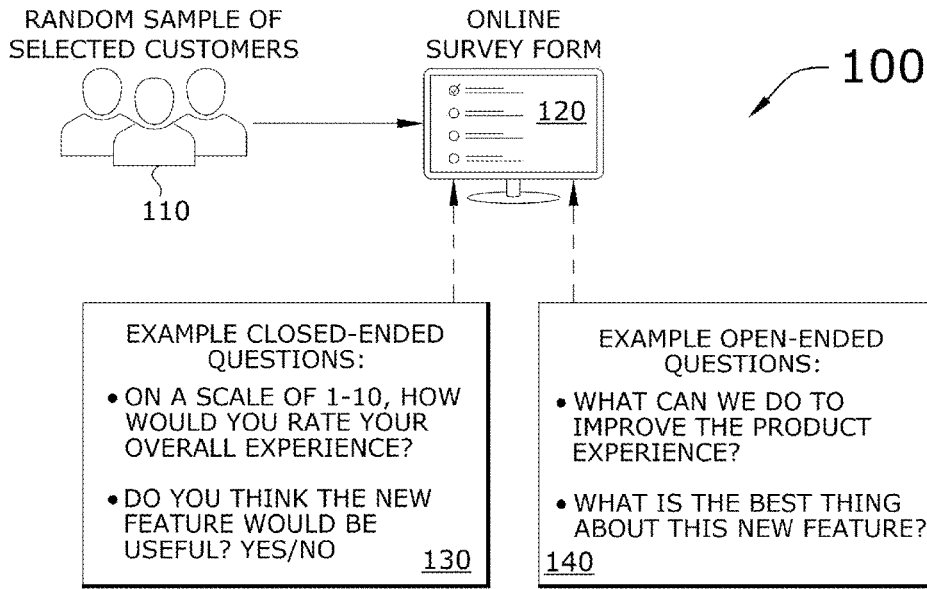 RANDOM SAMPLE OF
SELECTED CUSTOMERS
110
ONLINE
SURVEY FORM
120
100
EXAMPLE CLOSED-ENDED
QUESTIONS:
• ON A SCALE OF 1-10, HOW
WOULD YOU RATE YOUR
OVERALL EXPERIENCE?
• DO YOU THINK THE NEW
FEATURE WOULD BE
USEFUL? YES/NO
130
EXAMPLE OPEN-ENDED
QUESTIONS:
• WHAT CAN WE DO TO
IMPROVE THE PRODUCT
EXPERIENCE?
• WHAT IS THE BEST THING
ABOUT THIS NEW FEATURE?
140